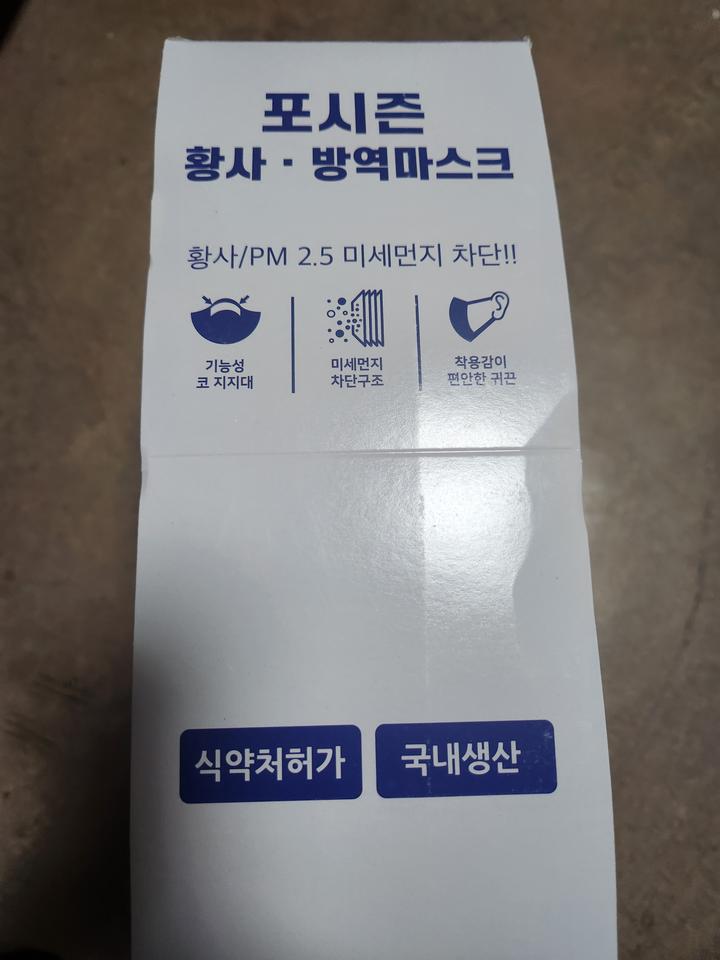 포시즌
황사 · 방역마스크
황사/PM 2.5 미세먼지 차단!!
기능성
코 지지대
미세먼지
차단구조
착용감이
편안한 귀끈
식약처허가
국내생산